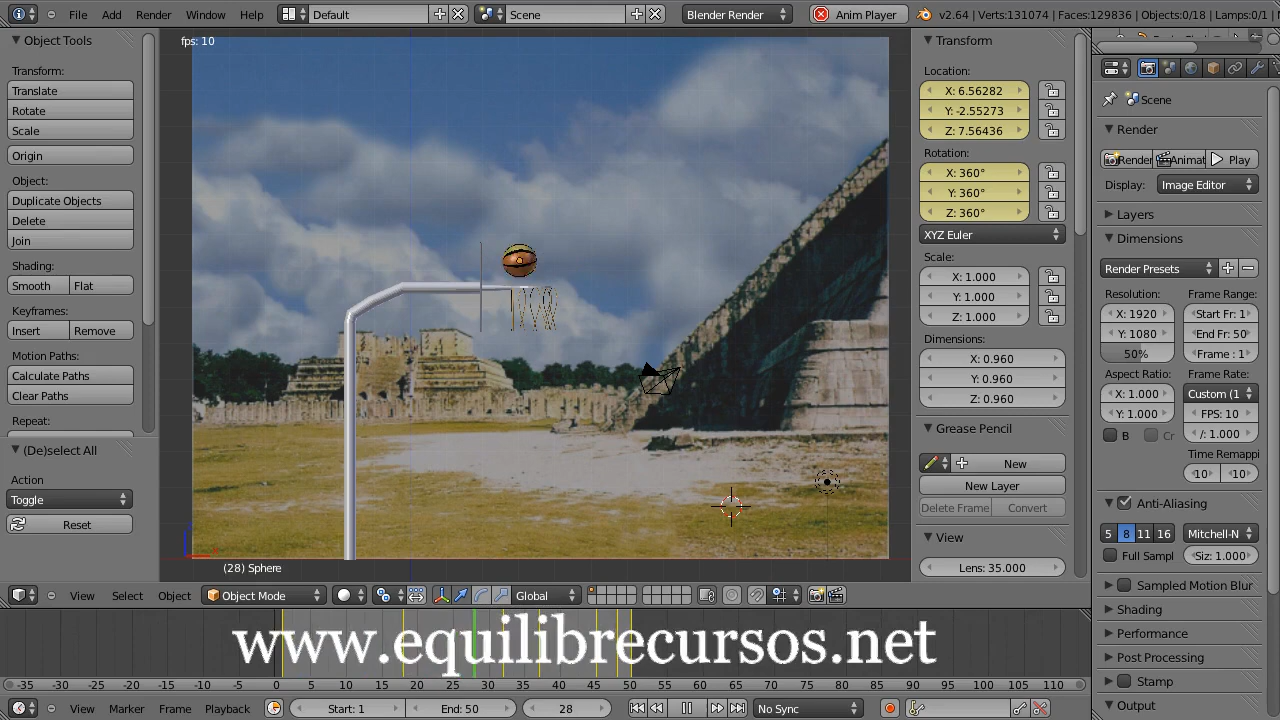 File Add Render Window Help Default Scene Blender Render Anim Player v2.64 | Verts:131074 | Faces:129836 | Objects:0/18 | Lamps:0/1 |
Object Tools
Transform:
Translate
Rotate
Scale
Origin
Object:
Duplicate Objects
Delete
Join
Shading:
Smooth Flat
Keyframes:
Insert Remove
Motion Paths:
Calculate Paths
Clear Paths
Repeat:
(De)select All
Action
Toggle
Reset
fps: 10
(28) Sphere
Transform
Location:
X: 6.56282
Y: -2.55273
Z: 7.56436
Rotation:
X: 360°
Y: 360°
Z: 360°
XYZ Euler
Scale:
X: 1.000
Y: 1.000
Z: 1.000
Dimensions:
X: 0.960
Y: 0.960
Z: 0.960
Grease Pencil
New
New Layer
Delete Frame Convert
View
Lens: 35.000
Scene
Render
Render Animat Play
Display: Image Editor
Layers
Dimensions
Render Presets
Resolution: Frame Range:
X: 1920 Start Fr: 1
Y: 1080 End Fr: 50
50% Frame : 1
Aspect Ratio: Frame Rate:
X: 1.000 Custom (1
Y: 1.000 FPS: 10
B Cr /: 1.000
Time Remappi
10 10
Anti-Aliasing
5 8 11 16 Mitchell-N
Full Sampl Siz: 1.000
Sampled Motion Blur
Shading
Performance
Post Processing
Stamp
Output
View Select Object Object Mode Global
www.equilibrecursos.net
-35 -30 -25 -20 -15 -10 -5 0 5 10 15 20 25 30 35 40 45 50 55 60 65 70 75 80 85 90 95 100 105 110
View Marker Frame Playback Start: 1 End: 50 28 No Sync